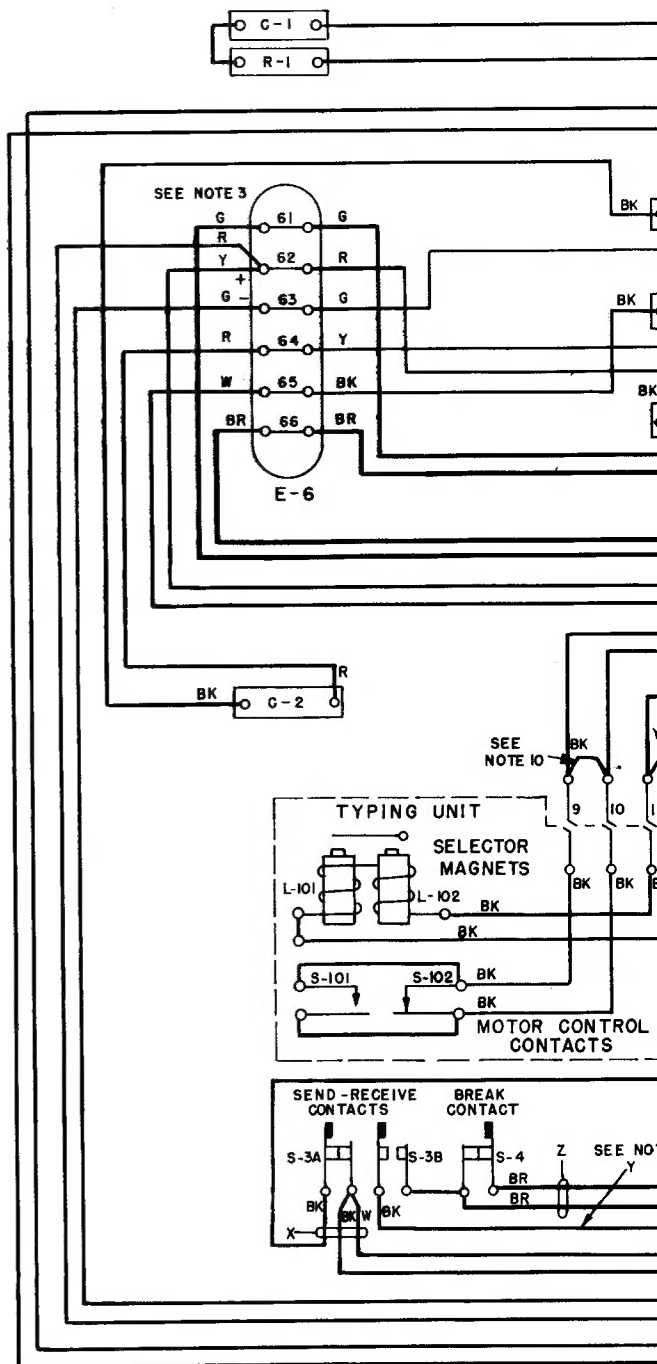 C-1
R-1
SEE NOTE 3
BK
G 61 G
R
Y 62 R
+
G - 63 G
BK
R 64 Y
W 65 BK
BK
BR 66 BR
E-6
R
BK C-2
SEE
NOTE 10
BK
9 10
TYPING UNIT
SELECTOR
MAGNETS
L-101 L-102
BK BK
BK
BK
S-101 S-102 BK
BK
MOTOR CONTROL
CONTACTS
SEND-RECEIVE
CONTACTS
BREAK
CONTACT
S-3A S-3B S-4 Z SEE NO
Y
BR
BR
BK BK W BK
X